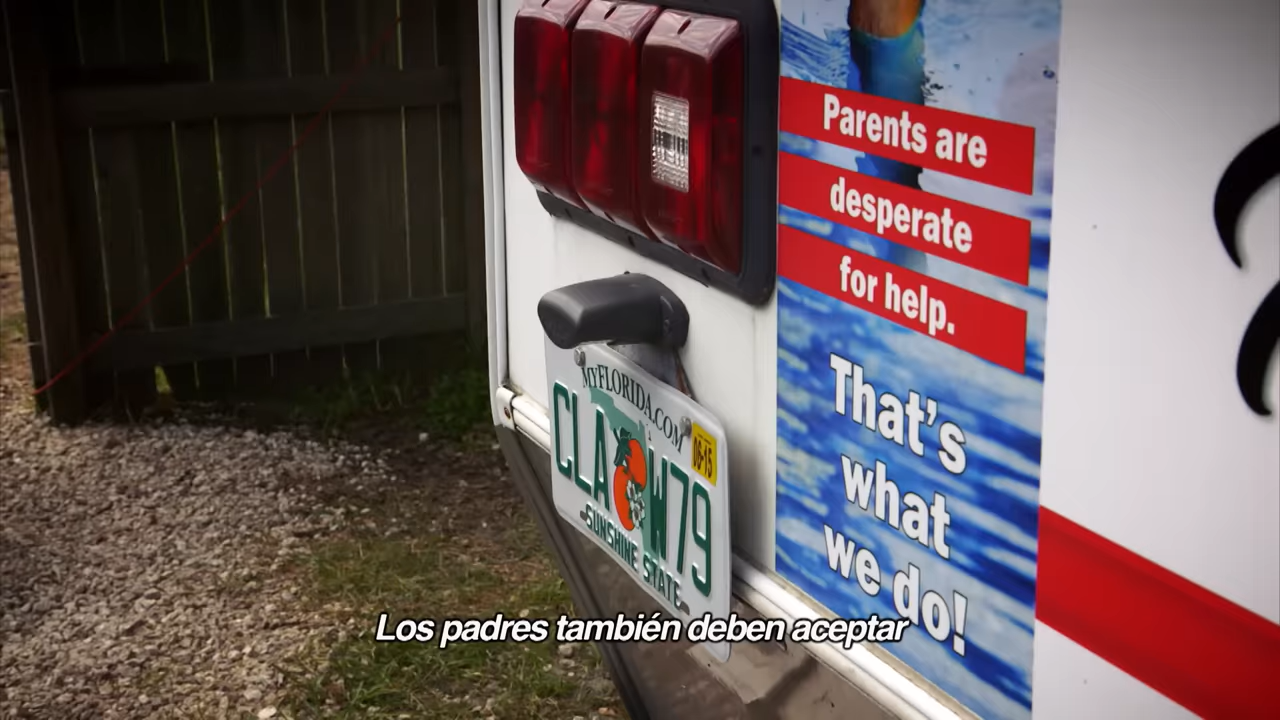 Parents are
desperate
for help.
That's
what
we do!
MYFLORIDA.COM
06-15
CLA W79
SUNSHINE STATE
Los padres también deben aceptar